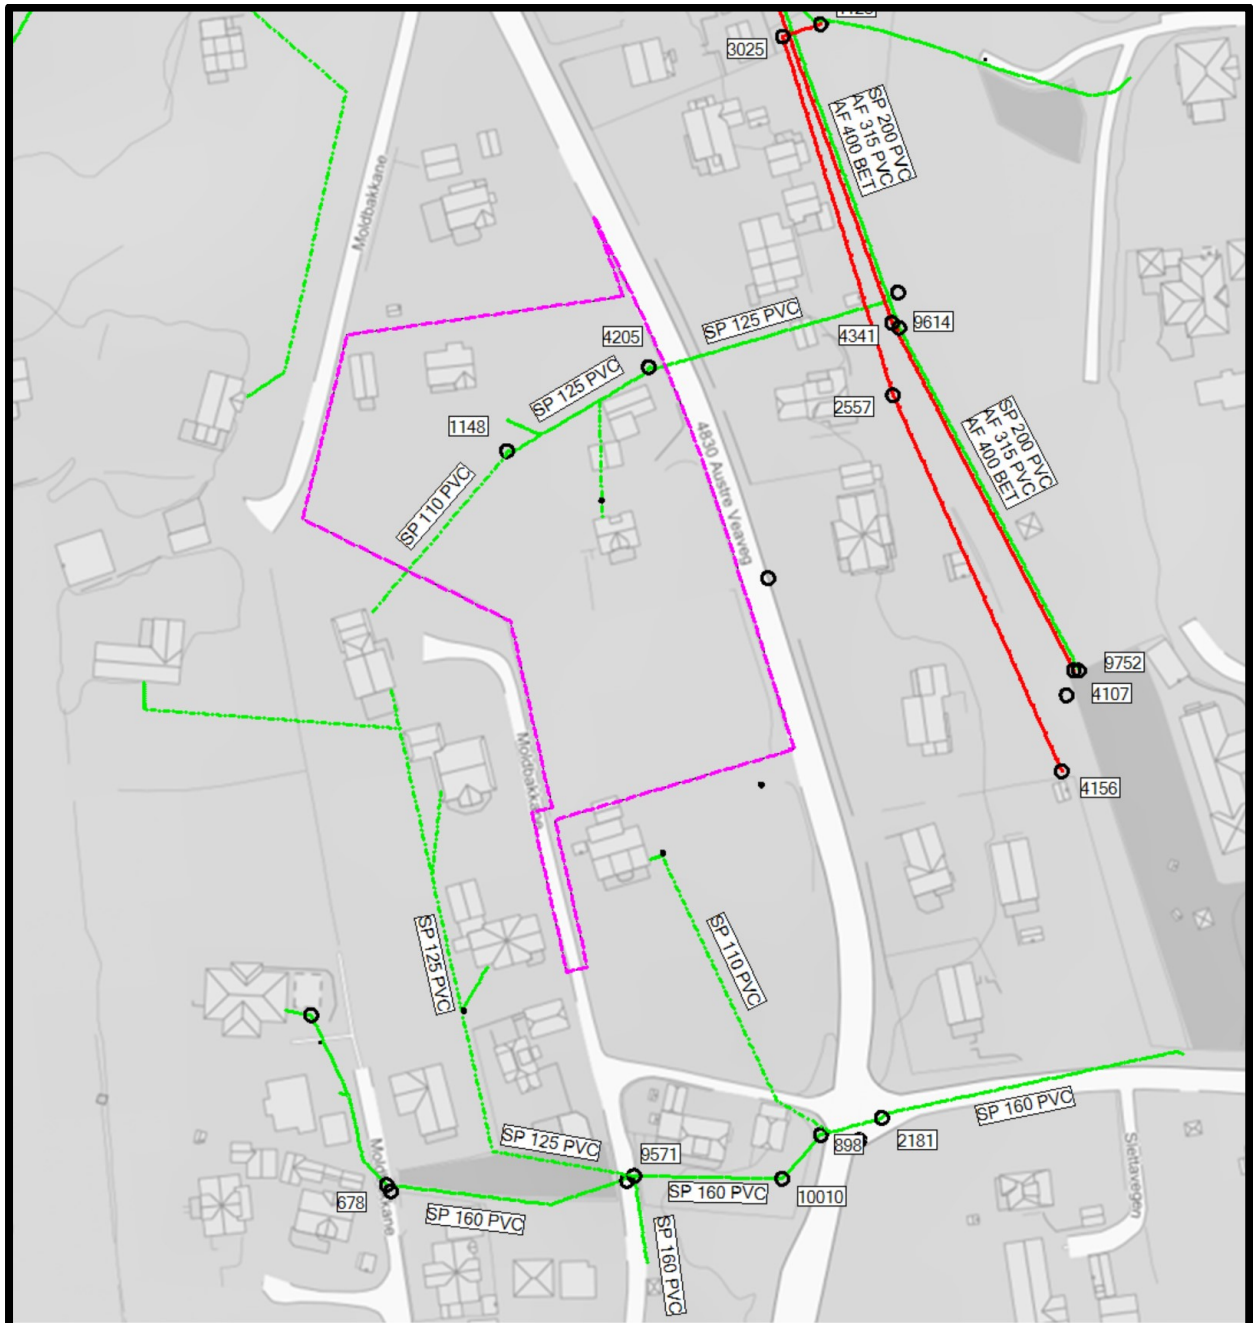 3025
SP 200 PVC
AF 315 PVC
AF 400 BET
Moldbakkane
SP 125 PVC
4205
4341
9614
SP 125 PVC
2557
1148
4830 Austre Veaveg
SP 200 PVC
AF 315 PVC
AF 400 BET
SP 110 PVC
9752
4107
Moldbakkane
4156
SP 125 PVC
SP 110 PVC
SP 160 PVC
SP 125 PVC
9571
898
2181
678
SP 160 PVC
SP 160 PVC
10010
SP 160 PVC